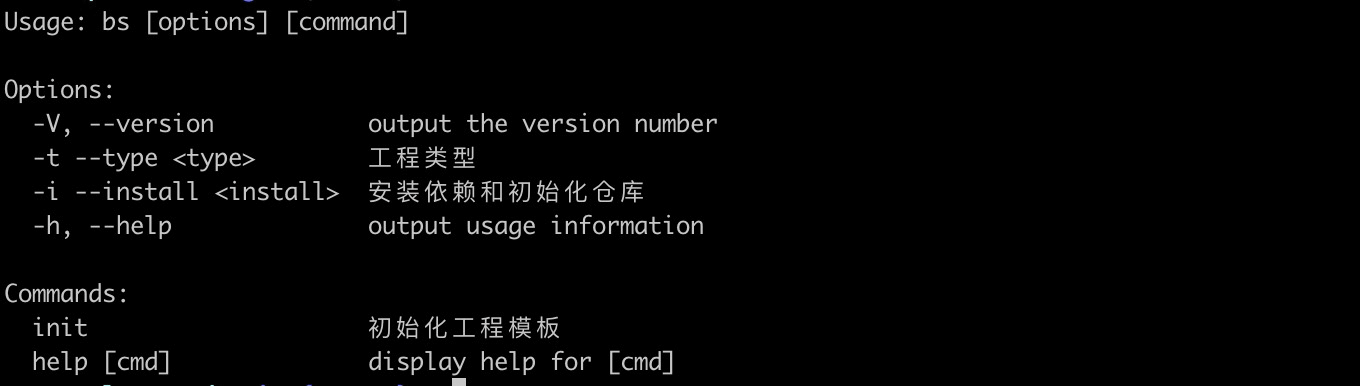 Usage: bs [options] [command]
Options:
-V, --version output the version number
-t --type <type> 工程类型
-i --install <install> 安装依赖和初始化仓库
-h, --help output usage information
Commands:
init 初始化工程模板
help [cmd] display help for [cmd]